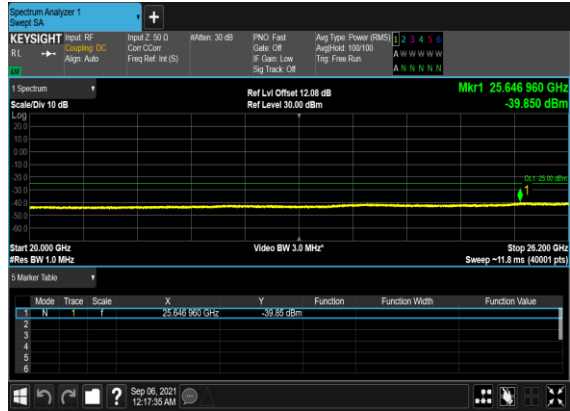 Spectrum Analyzer 1
Swept SA
+
KEYSIGHT Input: RF Input Z: 50 Ω #Atten: 30 dB PNO: Fast Avg Type: Power (RMS) 1 2 3 4 5 6
RL Coupling: DC Corr CCorr Gate: Off Avg|Hold: 100/100 A W W W W W
Align: Auto Freq Ref: Int (S) IF Gain: Low Trig: Free Run
Sig Track: Off A N N N N N
1 Spectrum Ref Lvl Offset 12.08 dB Mkr1 25.646 960 GHz
Scale/Div 10 dB Ref Level 30.00 dBm -39.850 dBm
Log
20.0
10.0
0.00
-10.0
-20.0
DL1 -25.00 dBm
-30.0 1
-40.0
-50.0
-60.0
Start 20.000 GHz Video BW 3.0 MHz* Stop 26.200 GHz
#Res BW 1.0 MHz Sweep ~11.8 ms (40001 pts)
5 Marker Table
Mode Trace Scale X Y Function Function Width Function Value
1 N 1 f 25.646 960 GHz -39.85 dBm
2
3
4
5
6
? Sep 06, 2021
12:17:35 AM